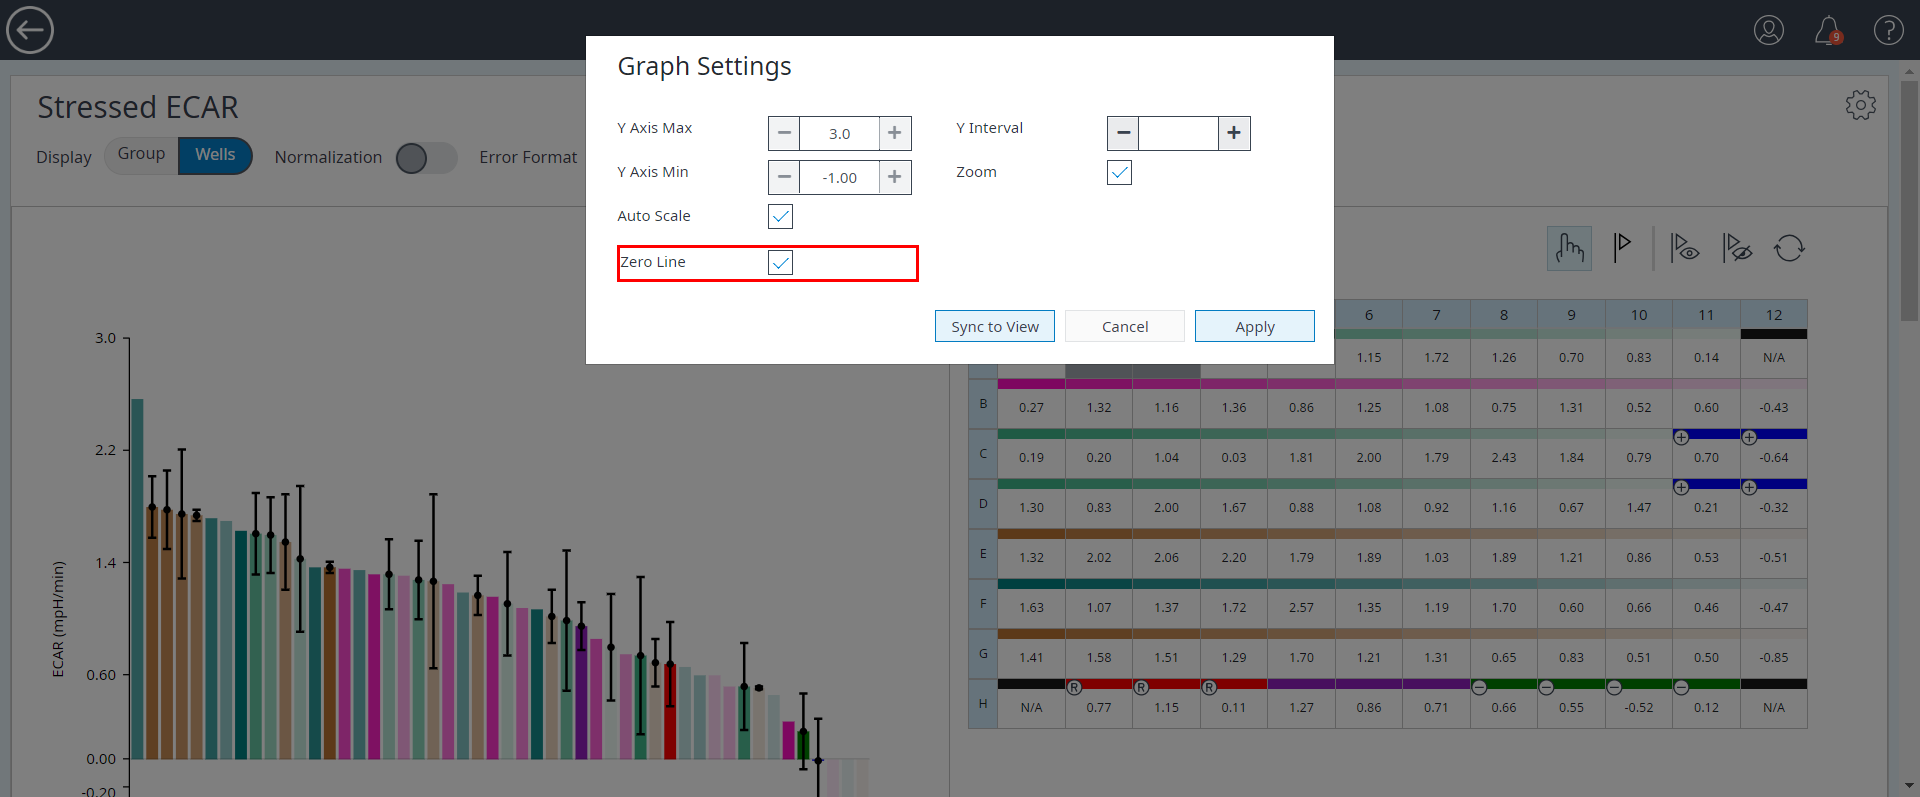 9
?
Graph Settings
Y Axis Max
3.0
Y Interval
Y Axis Min
-1.00
Zoom
Auto Scale
Zero Line
Sync to View
Cancel
Apply
Stressed ECAR
Display
Group
Wells
Normalization
Error Format
ECAR (mpH/min)
3.0
2.2
1.4
0.60
0.00
-0.20
6 7 8 9 10 11 12
1.15 1.72 1.26 0.70 0.83 0.14 N/A
B 0.27 1.32 1.16 1.36 0.86 1.25 1.08 0.75 1.31 0.52 0.60 -0.43
C 0.19 0.20 1.04 0.03 1.81 2.00 1.79 2.43 1.84 0.79 0.70 -0.64
D 1.30 0.83 2.00 1.67 0.88 1.08 0.92 1.16 0.67 1.47 0.21 -0.32
E 1.32 2.02 2.06 2.20 1.79 1.89 1.03 1.89 1.21 0.86 0.53 -0.51
F 1.63 1.07 1.37 1.72 2.57 1.35 1.19 1.70 0.60 0.66 0.46 -0.47
G 1.41 1.58 1.51 1.29 1.70 1.21 1.31 0.65 0.83 0.51 0.50 -0.85
R R R
H N/A 0.77 1.15 0.11 1.27 0.86 0.71 0.66 0.55 -0.52 0.12 N/A